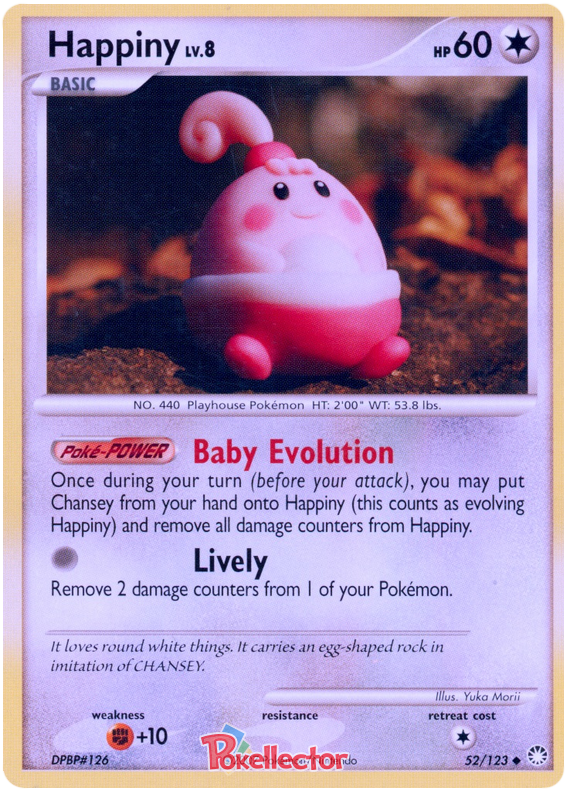 Happiny LV.8
HP 60
BASIC
NO. 440 Playhouse Pokémon HT: 2'00" WT: 53.8 lbs.
Poké-POWER Baby Evolution
Once during your turn (before your attack), you may put
Chansey from your hand onto Happiny (this counts as evolving
Happiny) and remove all damage counters from Happiny.
Lively
Remove 2 damage counters from 1 of your Pokémon.
It loves round white things. It carries an egg-shaped rock in
imitation of CHANSEY.
Illus. Yuka Morii
weakness resistance retreat cost
+10
DPBP#126 Pokellector Nintendo 52/123